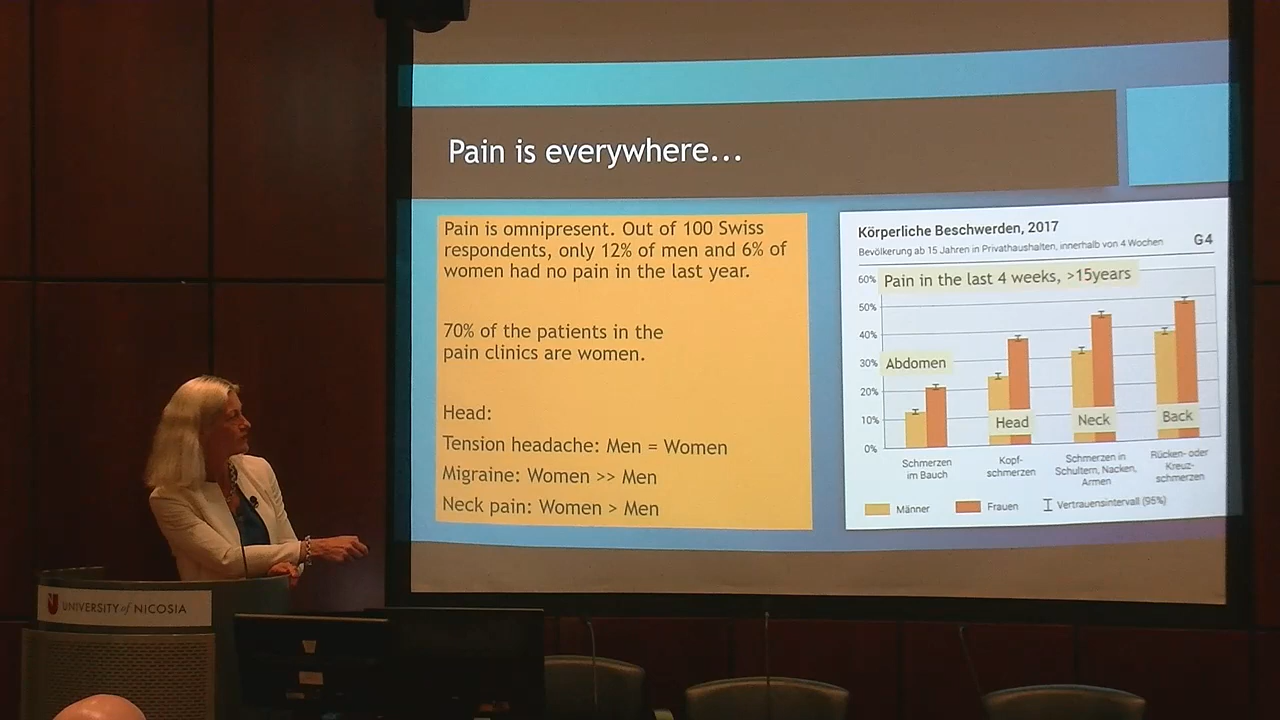 Pain is everywhere...
Pain is omnipresent. Out of 100 Swiss
respondents, only 12% of men and 6% of
women had no pain in the last year.
70% of the patients in the
pain clinics are women.
Head:
Tension headache: Men = Women
Migraine: Women >> Men
Neck pain: Women > Men
Körperliche Beschwerden, 2017
Bevölkerung ab 15 Jahren in Privathaushalten, innerhalb von 4 Wochen
G4
Pain in the last 4 weeks, >15years
60%
50%
40%
30%
20%
10%
0%
Abdomen
Head
Neck
Back
Schmerzen
im Bauch
Kopf-
schmerzen
Schmerzen in
Schultern, Nacken,
Armen
Rücken- oder
Kreuz-
schmerzen
Männer
Frauen
Vertrauensintervall (95%)
UNIVERSITY of NICOSIA